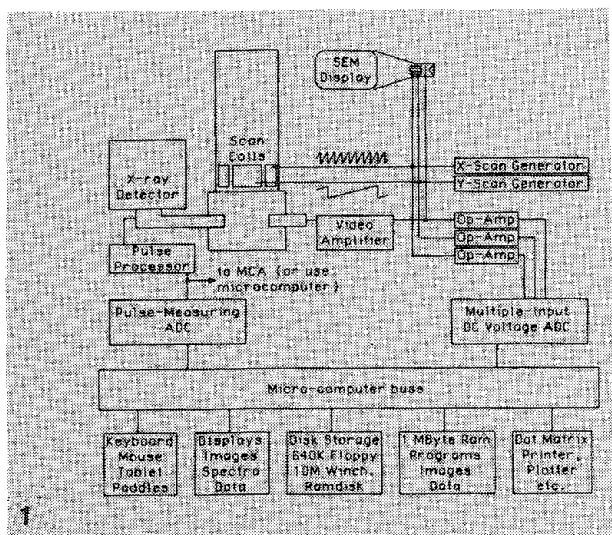 SEM
Display
Scan
Coils
X-ray
Detector
X-Scan Generator
Y-Scan Generator
Video
Amplifier
Op-Amp
Op-Amp
Op-Amp
Pulse
Processor
to MCA (or use
microcomputer)
Pulse-Measuring
ADC
Multiple-Input
DC Voltage ADC
Micro-computer buss
Keyboard
Mouse
Tablet
Paddles
Displays
Images
Spectra
Data
Disk Storage
640K Floppy
10M Winch.
Ramdisk
1 MByte Ram
Programs
Images
Data
Dot Matrix
Printer,
Plotter
etc.
1